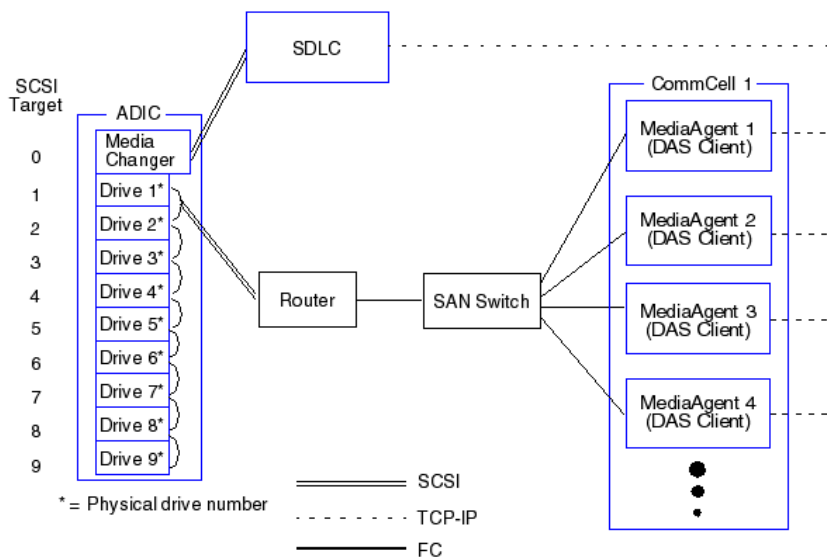 SDLC
SCSI
Target
ADIC
CommCell 1
0
Media
Changer
MediaAgent 1
(DAS Client)
1
Drive 1*
2
Drive 2*
MediaAgent 2
(DAS Client)
3
Drive 3*
4
Drive 4*
Router
SAN Switch
MediaAgent 3
(DAS Client)
5
Drive 5*
6
Drive 6*
7
Drive 7*
MediaAgent 4
(DAS Client)
8
Drive 8*
9
Drive 9*
* = Physical drive number
SCSI
TCP-IP
FC